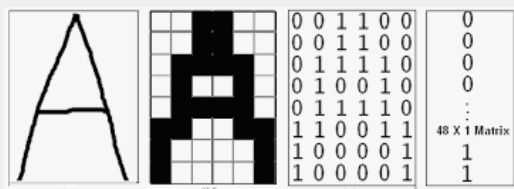 A
0 0 1 1 0 0
0 0 1 1 0 0
0 1 1 1 1 0
0 1 0 0 1 0
0 1 1 1 1 0
1 1 0 0 1 1
1 0 0 0 0 1
1 0 0 0 0 1
0
0
0
0
:
48 X 1 Matrix
1
1